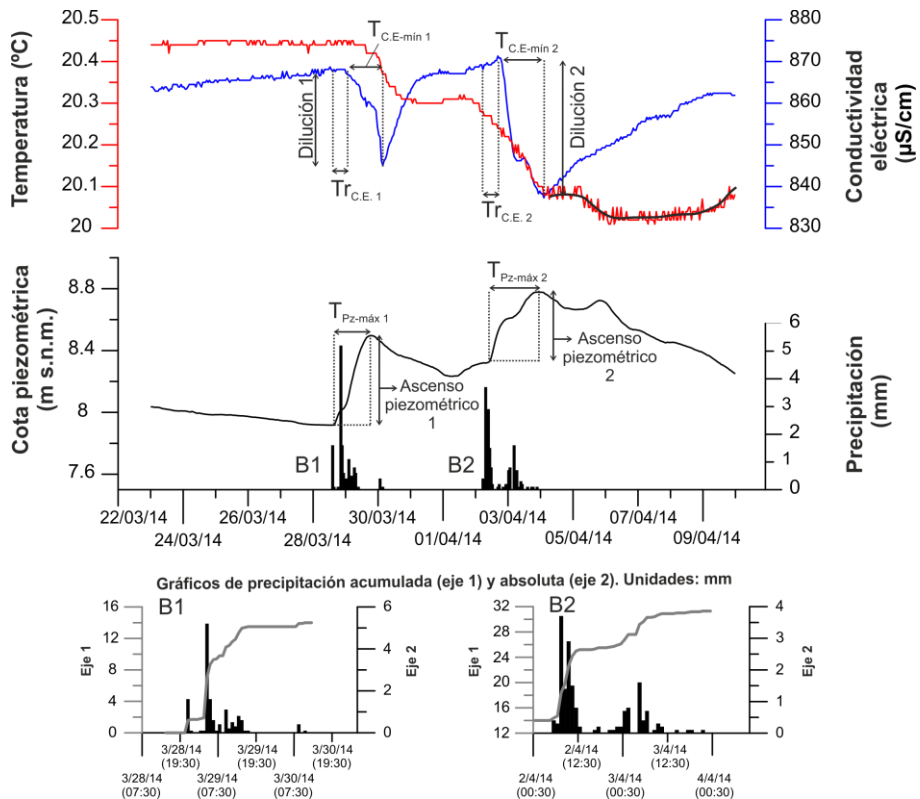 20.5
20.4
20.3
20.2
20.1
20
Temperatura (ºC)
880
870
860
850
840
830
Conductividad
eléctrica
(µS/cm)
T C.E-mín 1
T C.E-mín 2
Dilución 1
Dilución 2
Tr C.E. 1
Tr C.E. 2
8.8
8.4
8
7.6
Cota piezométrica
(m s.n.m.)
T Pz-máx 1
T Pz-máx 2
Ascenso
piezométrico
1
Ascenso
piezométrico
2
B1
B2
6
5
4
3
2
1
0
Precipitación
(mm)
22/03/14 26/03/14 30/03/14 03/04/14 07/04/14
24/03/14 28/03/14 01/04/14 05/04/14 09/04/14
Gráficos de precipitación acumulada (eje 1) y absoluta (eje 2). Unidades: mm
B1
16
12
8
4
0
Eje 1
6
4
2
0
Eje 2
3/28/14 3/29/14 3/30/14
(19:30) (19:30) (19:30)
3/28/14 3/29/14 3/30/14
(07:30) (07:30) (07:30)
B2
32
28
24
20
16
12
Eje 1
4
3
2
1
0
Eje 2
2/4/14 3/4/14
(12:30) (12:30)
2/4/14 3/4/14 4/4/14
(00:30) (00:30) (00:30)